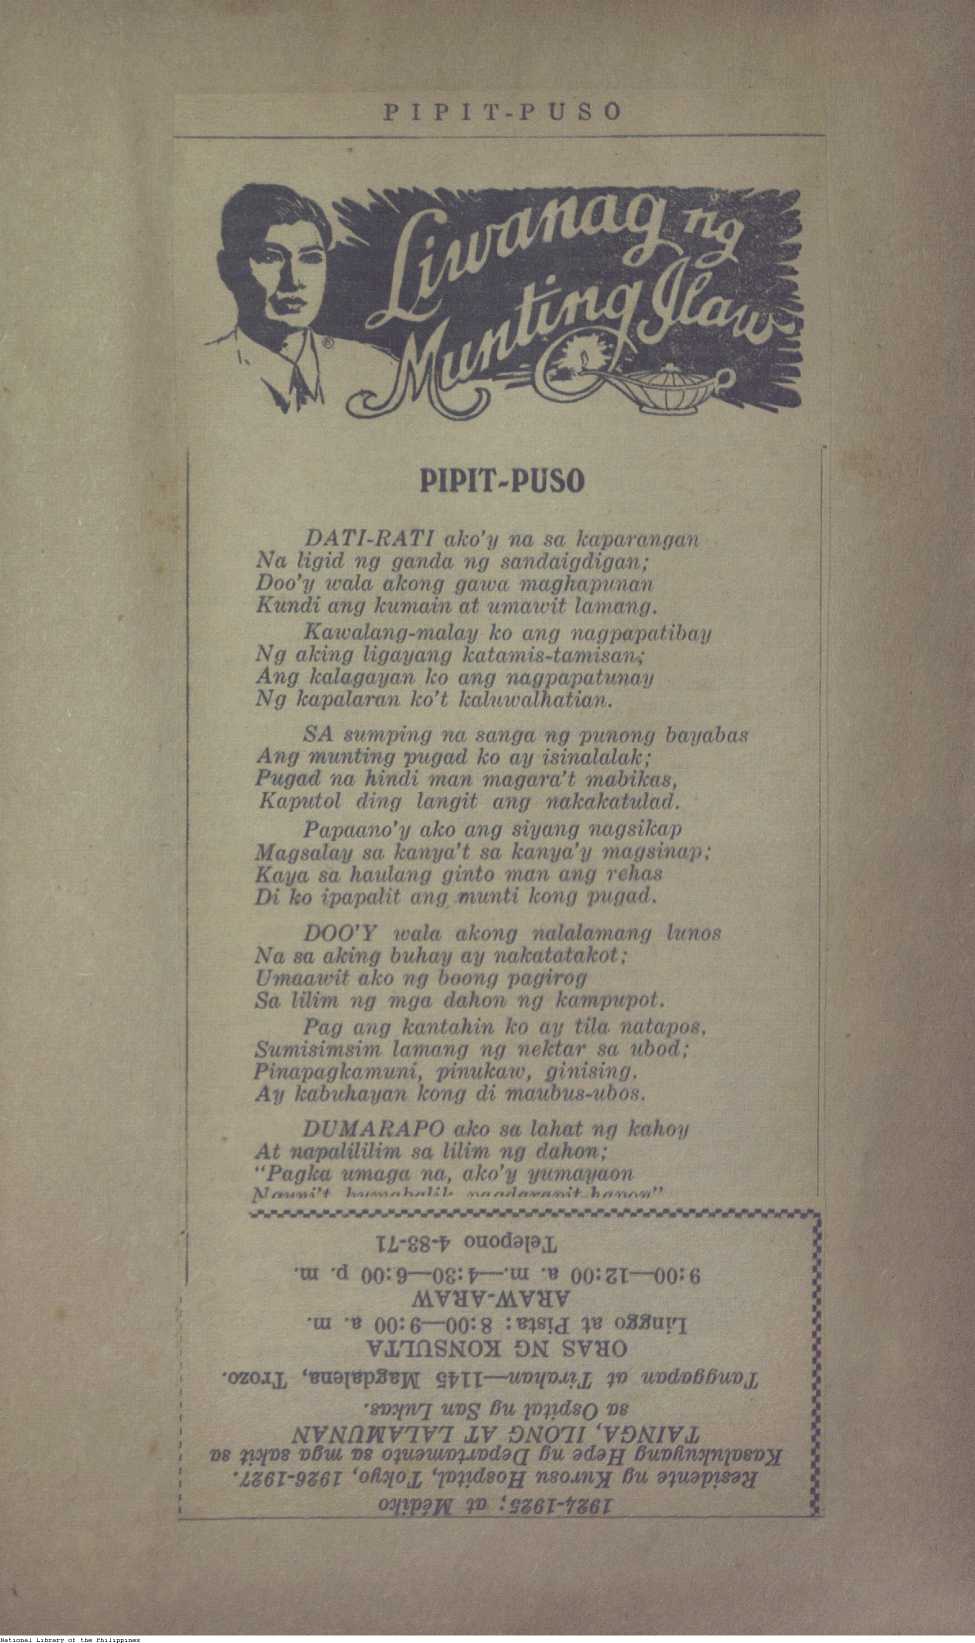 PIPIT-PUSO
Liwanag ng
Munting Ilaw
PIPIT-PUSO
DATI-RATI ako'y na sa kaparangan
Na ligid ng ganda ng sandaigdigan;
Doo'y wala akong gawa maghapunan
Kundi ang kumain at umawit lamang.
Kawalang-malay ko ang nagpapatibay
Ng aking ligayang katamis-tamisan;
Ang kalagayan ko ang nagpapatunay
Ng kapalaran ko't kaluwalhatian.
SA sumping na sanga ng punong bayabas
Ang munting pugad ko ay isinalalak;
Pugad na hindi man magara't mabikas,
Kaputol ding langit ang nakakatulad.
Papaano'y ako ang siyang nagsikap
Magsalay sa kanya't sa kanya'y magsinap;
Kaya sa haulang ginto man ang rehas
Di ko ipapalit ang munti kong pugad.
DOO'Y wala akong nalalamang lunos
Na sa aking buhay ay nakatatakot;
Umaawit ako ng boong pagirog
Sa lilim ng mga dahon ng kampupot.
Pag ang kantahin ko ay tila natapos,
Sumisimsim lamang ng nektar sa ubod;
Pinapagkamuni, pinukaw, ginising,
Ay kabuhayan kong di maubus-ubos.
DUMARAPO ako sa lahat ng kahoy
At napalililim sa lilim ng dahon;
"Pagka umaga na, ako'y yumayaon
Nguni't bumabalik pagdarapit-hapon"
1924-1925; at Médiko
Residente ng Kurosu Hospital, Tokyo, 1926-1927.
Kasalukuyang Hepe ng Departamento sa mga sakit sa
TAINGA, ILONG AT LALAMUNAN
sa Ospital ng San Lukas.
Tanggapan at Tirahan—1145 Magdalena, Trozo.
ORAS NG KONSULTA
Linggo at Pista: 8:00—9:00 a. m.
ARAW-ARAW
9:00—12:00 a. m.—4:30—6:00 p. m.
Telepono 4-83-71
National Library of the Philippines